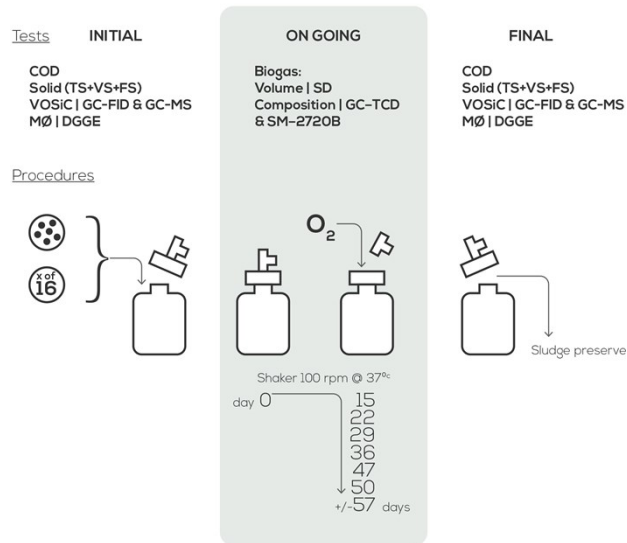 Tests INITIAL ON GOING FINAL
COD
Solid (TS+VS+FS)
VOSiC | GC-FID & GC-MS
MØ | DGGE
Biogas:
Volume | SD
Composition | GC-TCD
& SM-2720B
COD
Solid (TS+VS+FS)
VOSiC | GC-FID & GC-MS
MØ | DGGE
Procedures
x of
16
O2
Sludge preserve
Shaker 100 rpm @ 37ºc
day 0 15
22
29
36
47
50
+/-57 days